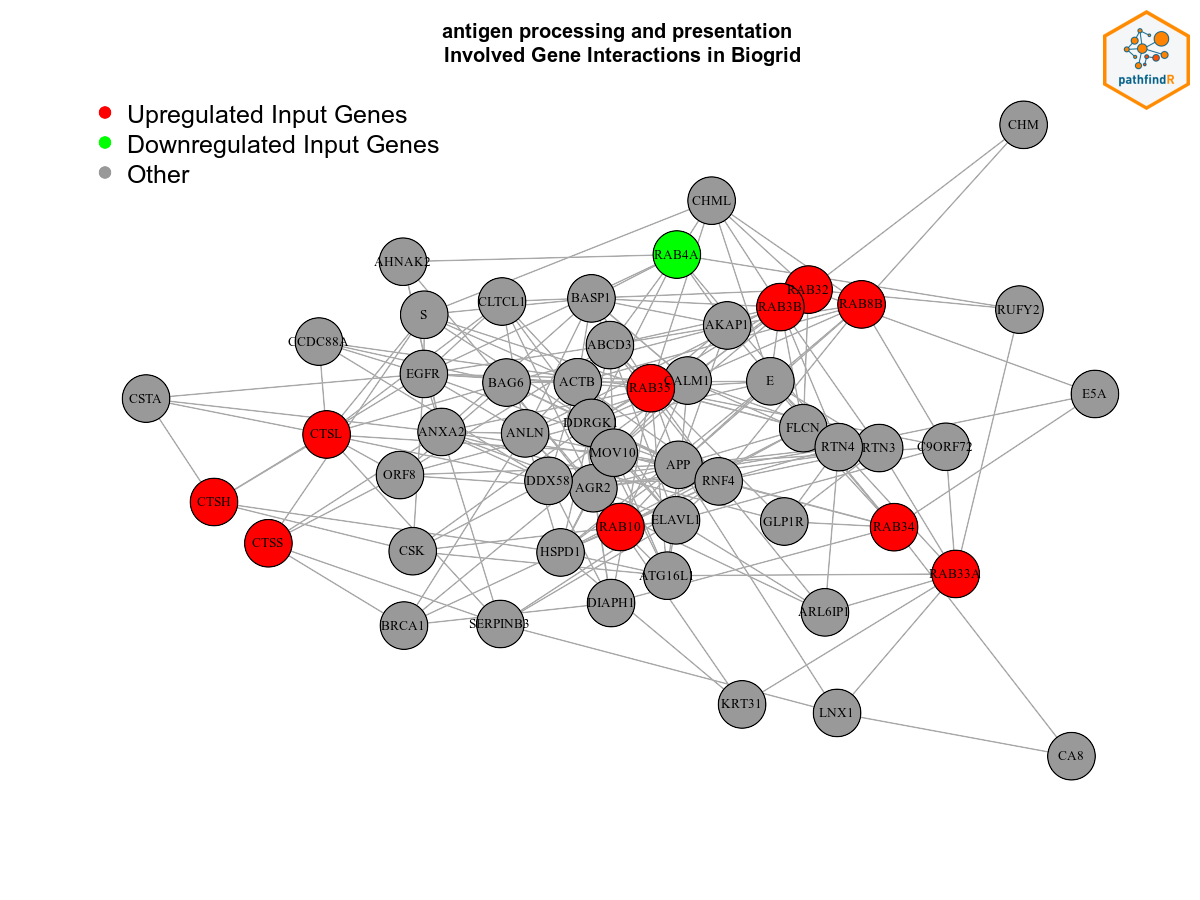 antigen processing and presentation
Involved Gene Interactions in Biogrid
pathfindR
Upregulated Input Genes
Downregulated Input Genes
Other
CHM
CHML
RAB4A
AHNAK2
RAB32
CLTCL1
BASP1
RAB3B
RAB8B
RUFY2
S
AKAP1
CCDC88A
ABCD3
EGFR
BAG6
ACTB
RAB35
CALM1
E
E5A
CSTA
DDRGK
FLCN
CTSL
ANXA2
ANLN
MOV10
RTN4
RTN3
C9ORF72
ORF8
DDX58
AGR2
APP
RNF4
CTSH
RAB10
ELAVL1
GLP1R
RAB34
CTSS
CSK
HSPD1
ATG16L1
RAB33A
DIAPH1
ARL6IP1
BRCA1
SERPINB3
KRT31
LNX1
CA8